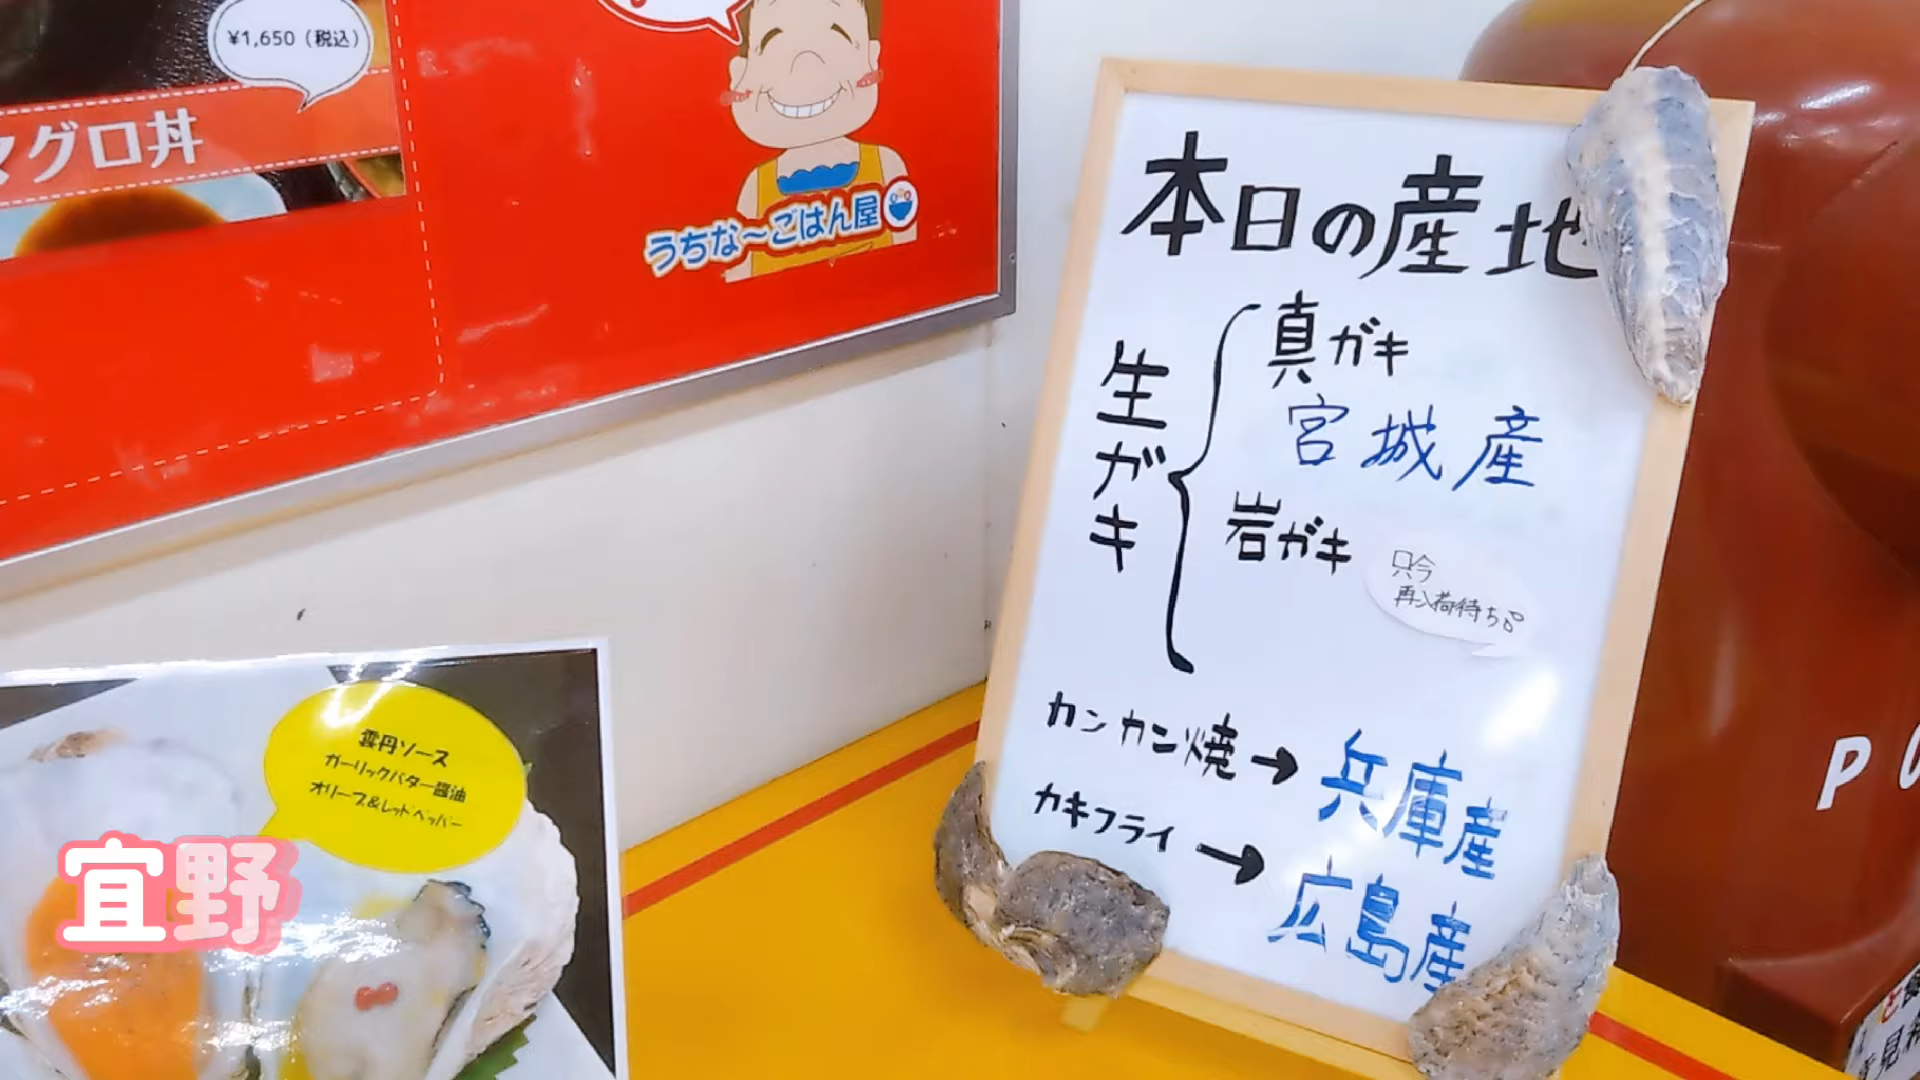 ¥1,650（税込）
マグロ丼
うちな～ごはん屋
本日の産地
生ガキ
真ガキ
宮城産
岩ガキ
只今
再入荷待ち
カンカン焼→兵庫産
カキフライ→広島産
雲丹ソース
ガーリックバター醤油
オリーブ&レッドペッパー
宜野